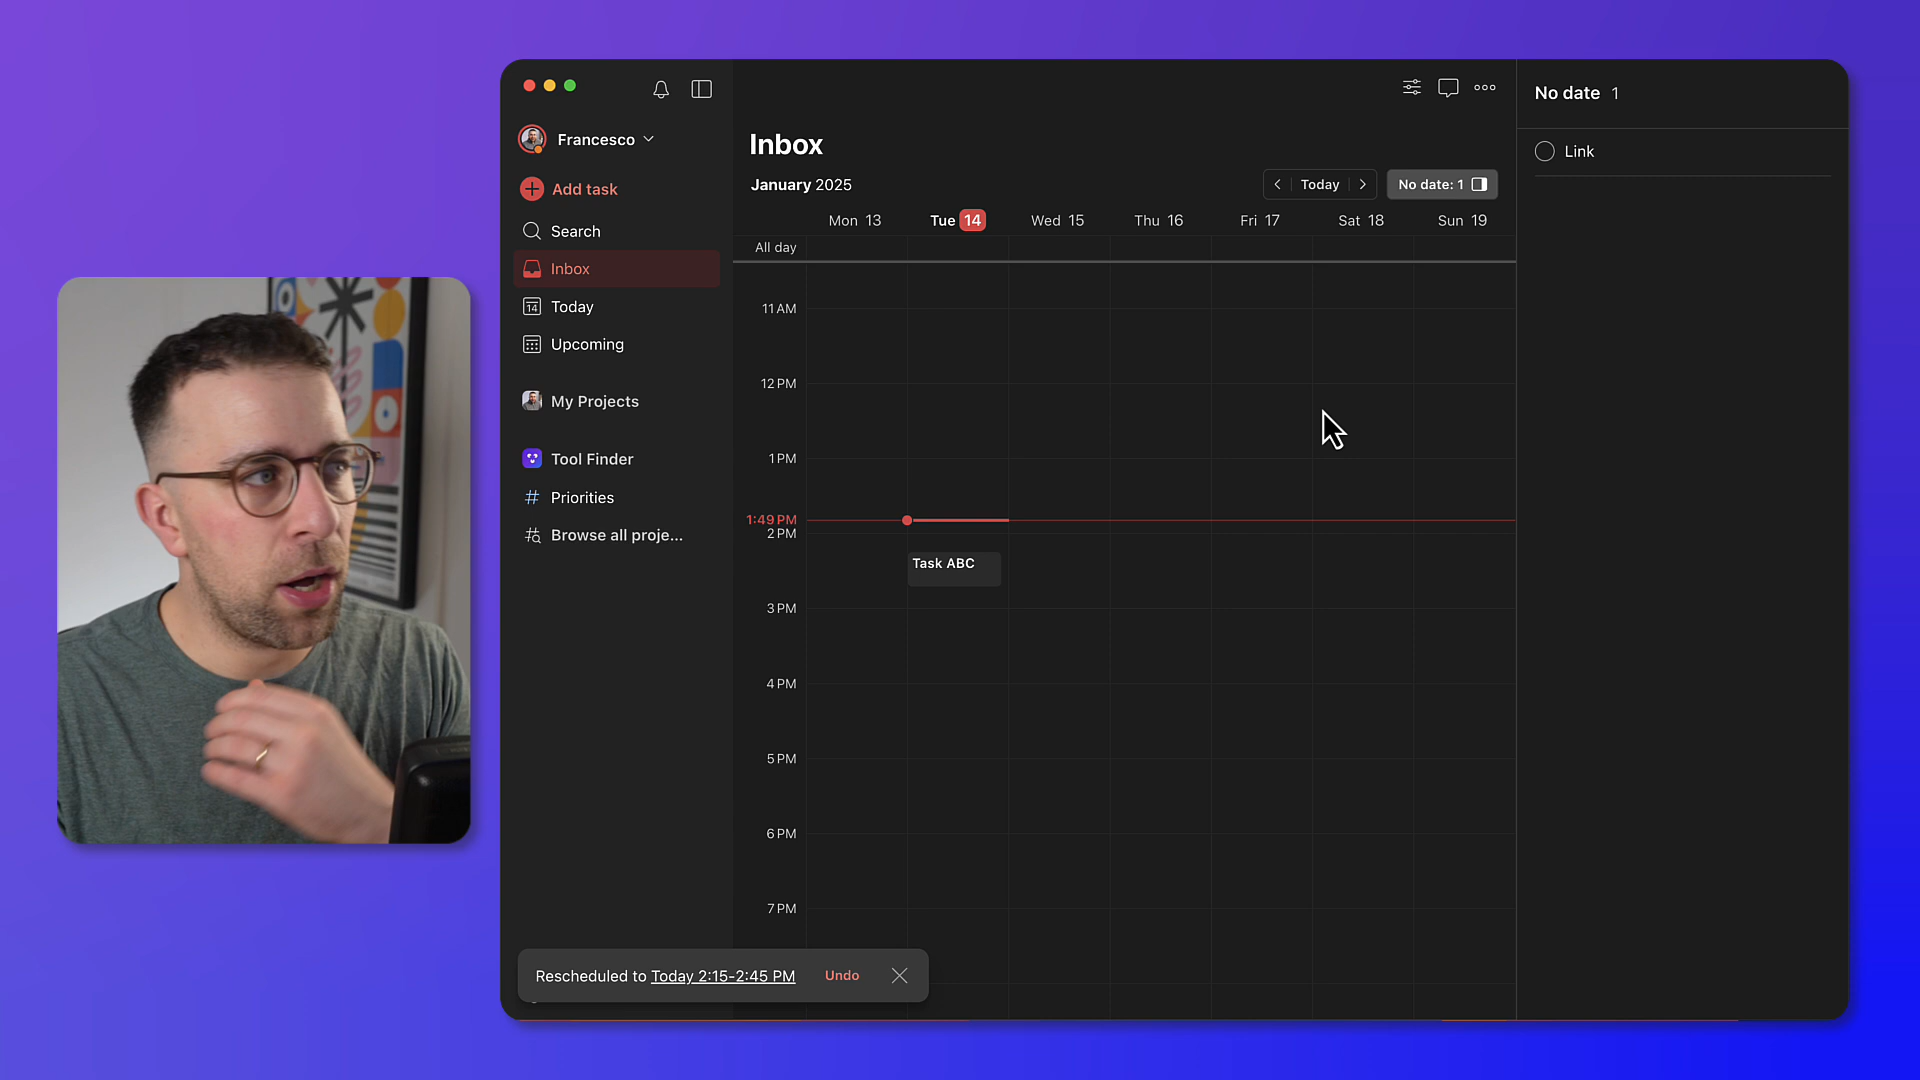 Francesco
Add task
Search
Inbox
14 Today
Upcoming
My Projects
Tool Finder
Priorities
Browse all proje...
Inbox
January 2025
Today
No date: 1
Mon 13
Tue 14
Wed 15
Thu 16
Fri 17
Sat 18
Sun 19
All day
11 AM
12 PM
1 PM
1:49 PM
2 PM
Task ABC
3 PM
4 PM
5 PM
6 PM
7 PM
Rescheduled to Today 2:15-2:45 PM
Undo
No date 1
Link